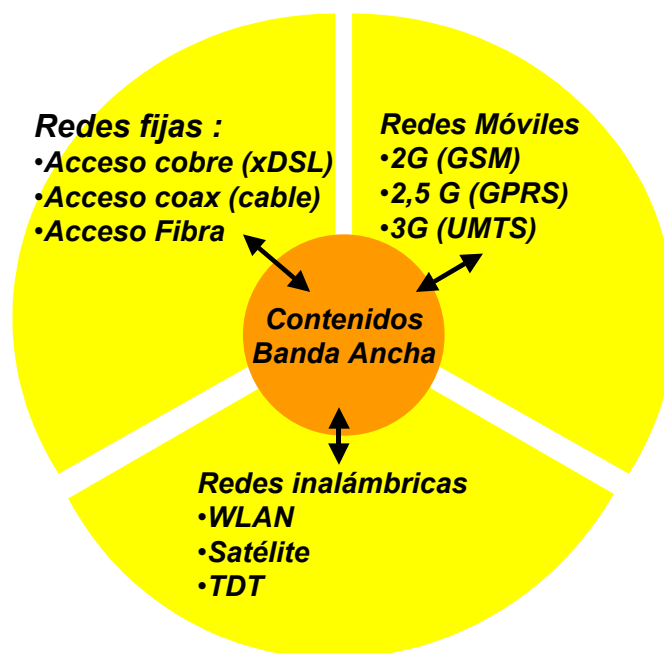 Redes fijas :
•Acceso cobre (xDSL)
•Acceso coax (cable)
•Acceso Fibra
Redes Móviles
•2G (GSM)
•2,5 G (GPRS)
•3G (UMTS)
Contenidos
Banda Ancha
Redes inalámbricas
•WLAN
•Satélite
•TDT